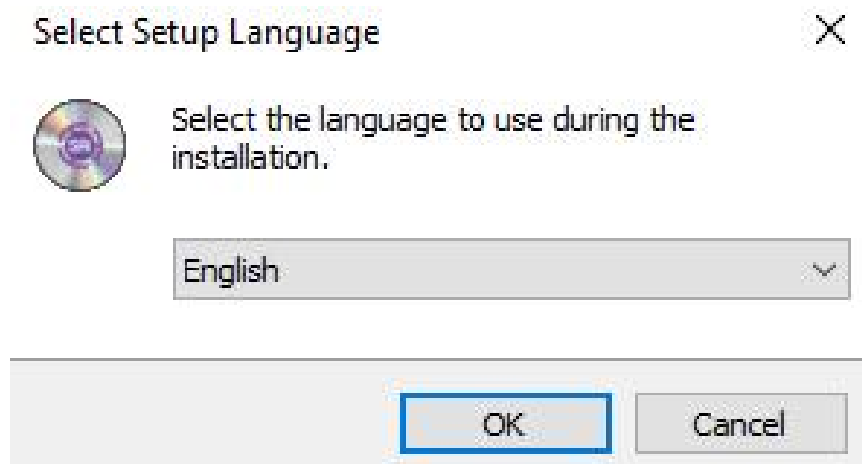 Select Setup Language
Select the language to use during the
installation.
English
OK
Cancel